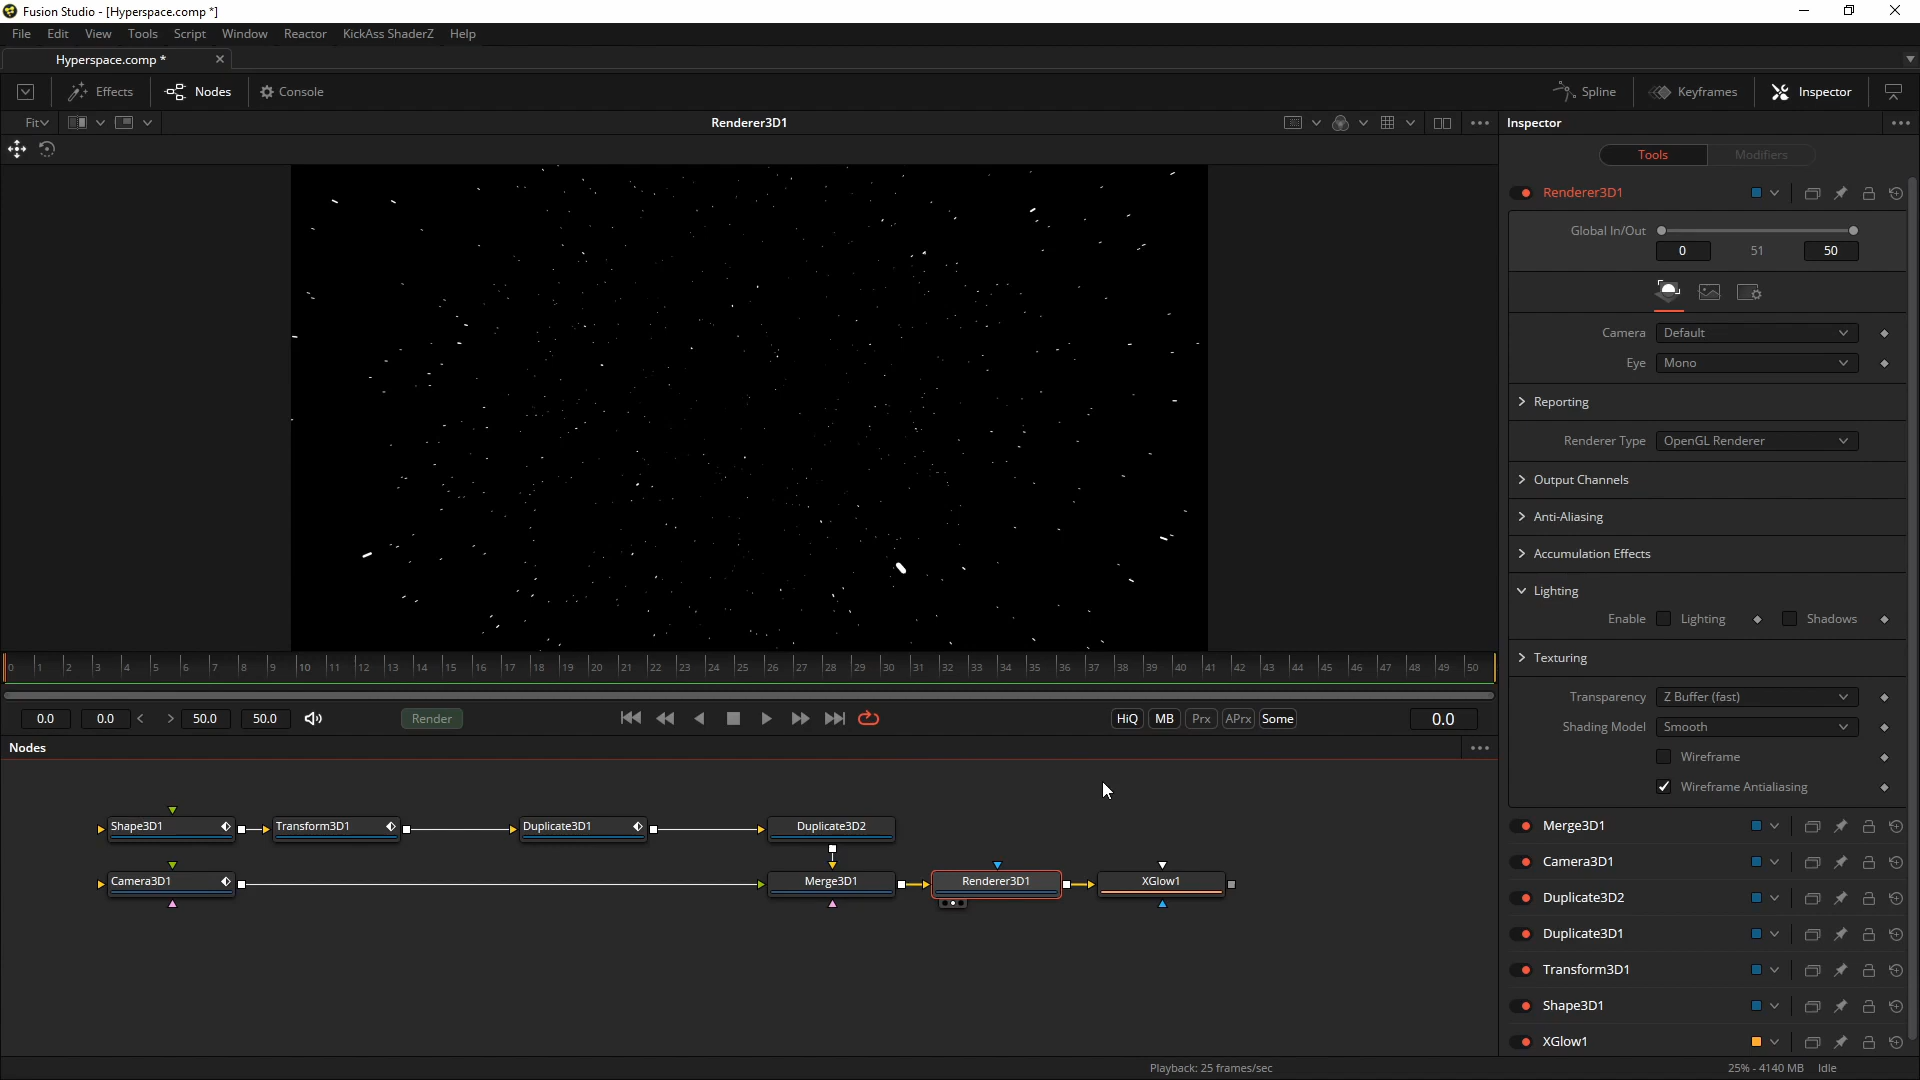 Fusion Studio - [Hyperspace.comp *]
File Edit View Tools Script Window Reactor KickAss ShaderZ Help
Hyperspace.comp *
Effects Nodes Console Spline Keyframes Inspector
Fit Renderer3D1 Inspector
Tools Modifiers
Renderer3D1
Global In/Out
0 51 50
Camera Default
Eye Mono
Reporting
Renderer Type OpenGL Renderer
Output Channels
Anti-Aliasing
Accumulation Effects
Lighting
Enable Lighting Shadows
Texturing
Transparency Z Buffer (fast)
Shading Model Smooth
Wireframe
Wireframe Antialiasing
0 1 2 3 4 5 6 7 8 9 10 11 12 13 14 15 16 17 18 19 20 21 22 23 24 25 26 27 28 29 30 31 32 33 34 35 36 37 38 39 40 41 42 43 44 45 46 47 48 49 50
0.0 0.0 < > 50.0 50.0 Render HiQ MB Prx APrx Some 0.0
Nodes
Shape3D1 Transform3D1 Duplicate3D1 Duplicate3D2
Camera3D1 Merge3D1 Renderer3D1 XGlow1
Merge3D1
Camera3D1
Duplicate3D2
Duplicate3D1
Transform3D1
Shape3D1
XGlow1
Playback: 25 frames/sec 25% - 4140 MB Idle